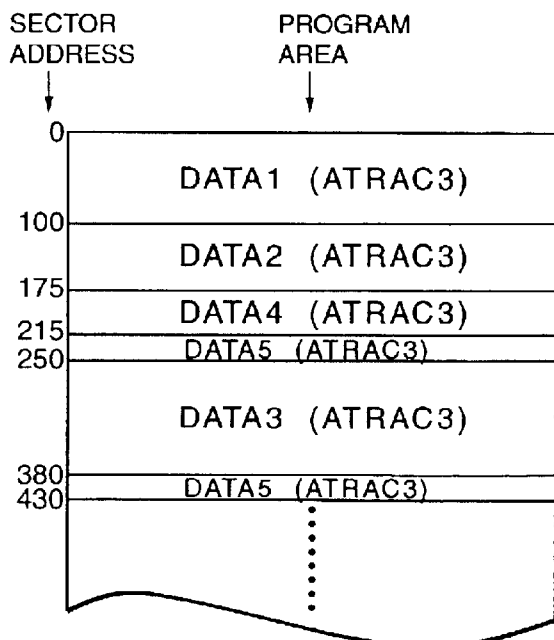 SECTOR ADDRESS
PROGRAM AREA
0
DATA1 (ATRAC3)
100
DATA2 (ATRAC3)
175
DATA4 (ATRAC3)
215
DATA5 (ATRAC3)
250
DATA3 (ATRAC3)
380
DATA5 (ATRAC3)
430